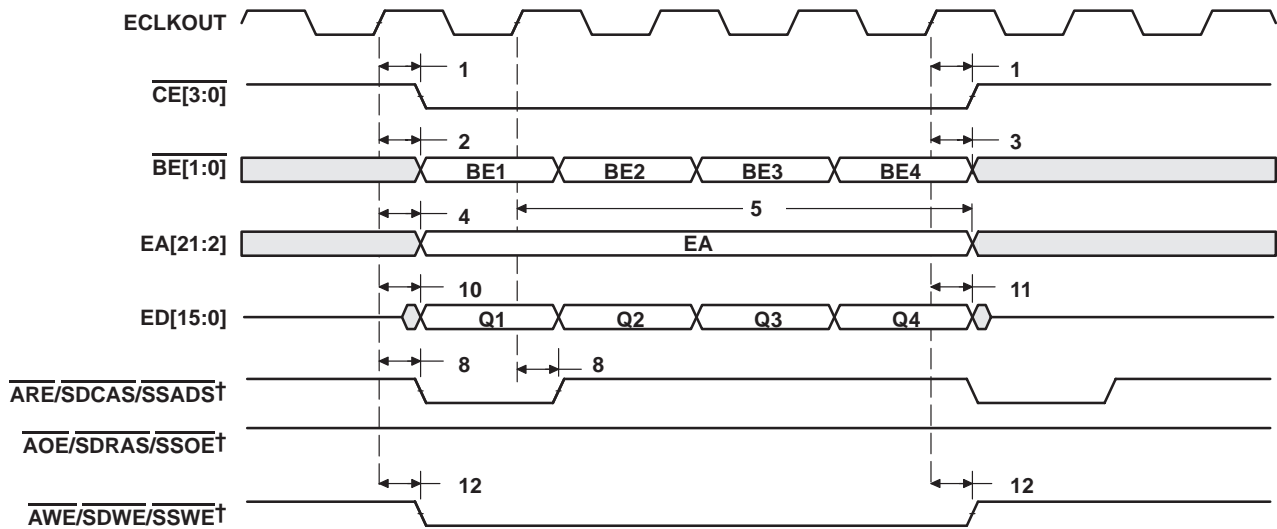 ECLKOUT
1 1
CE[3:0]
2 3
BE[1:0] BE1 BE2 BE3 BE4
4 5
EA[21:2] EA
10 11
ED[15:0] Q1 Q2 Q3 Q4
8 8
ARE/SDCAS/SSADS†
AOE/SDRAS/SSOE†
12 12
AWE/SDWE/SSWE†